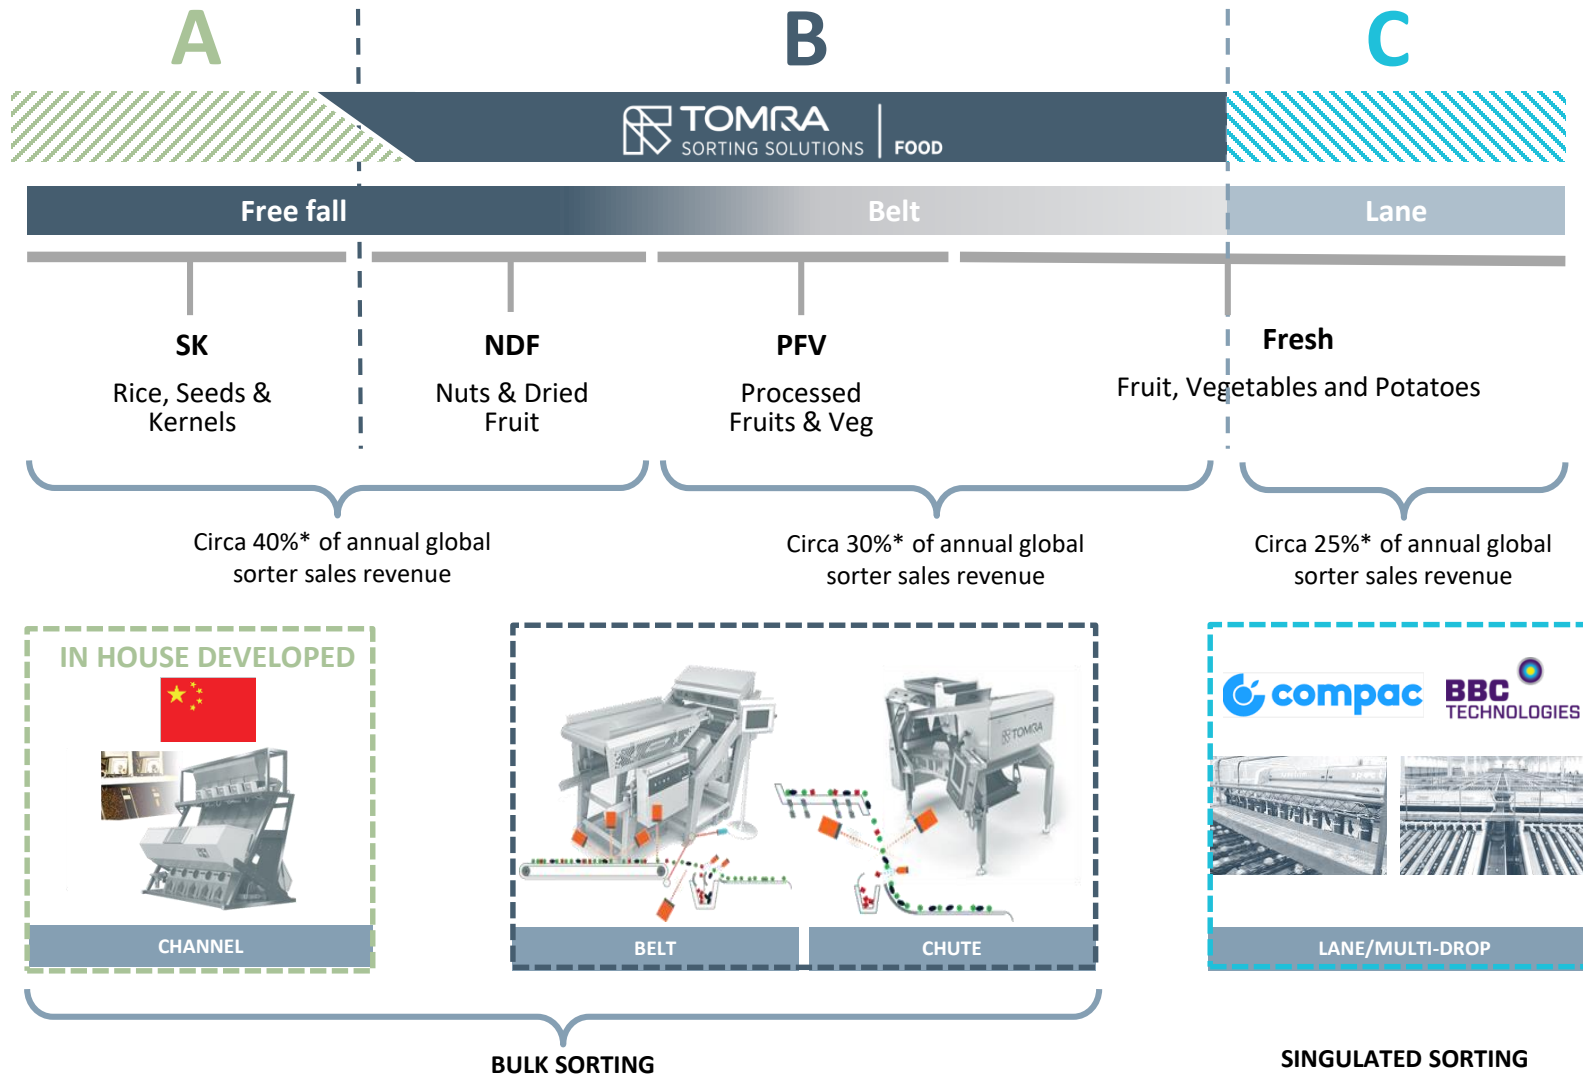 A
B
C
TOMRA
SORTING SOLUTIONS
FOOD
Free fall
Belt
Lane
SK
NDF
PFV
Fresh
Rice, Seeds &
Kernels
Nuts & Dried
Fruit
Processed
Fruits & Veg
Fruit, Vegetables and Potatoes
Circa 40%* of annual global
sorter sales revenue
Circa 30%* of annual global
sorter sales revenue
Circa 25%* of annual global
sorter sales revenue
IN HOUSE DEVELOPED
TOMRA
compac
BBC
TECHNOLOGIES
CHANNEL
BELT
CHUTE
LANE/MULTI-DROP
BULK SORTING
SINGULATED SORTING